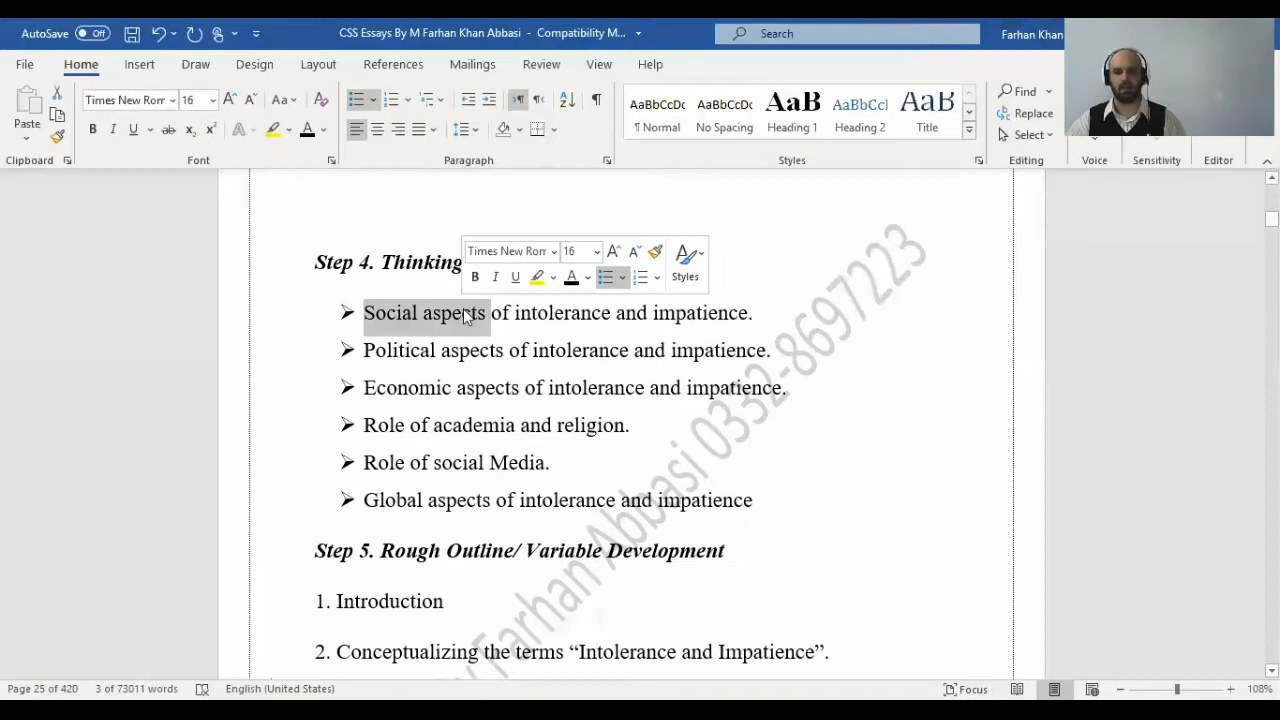 AutoSave Off CSS Essays By M Farhan Khan Abbasi - Compatibility M... Search Farhan Khan
File Home Insert Draw Design Layout References Mailings Review View Help
Times New Rorr 16 Aa AaBbCcDc AaBbCcDc AaB AaBbCcl AaB Find
Paste B I U ab x₂ x² A A ¶ Normal No Spacing Heading 1 Heading 2 Title Replace
Select
Clipboard Font Paragraph Styles Editing Voice Sensitivity Editor
Times New Rorr 16
B I U A Styles
Step 4. Thinking
Social aspects of intolerance and impatience.
Political aspects of intolerance and impatience.
Economic aspects of intolerance and impatience.
Role of academia and religion.
Role of social Media.
Global aspects of intolerance and impatience
Step 5. Rough Outline/ Variable Development
1. Introduction
2. Conceptualizing the terms “Intolerance and Impatience”.
y Farhan Abbasi 0332-8697223
Page 25 of 420 3 of 73011 words English (United States) Focus 108%